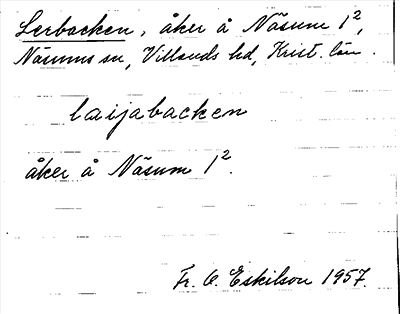 Lerbacken, åker å Näsum 1²,
Näsums sn, Villands hd, Krist. län.
laijabacken
åker å Näsum 1².
Fr. O. Eskilson 1957.